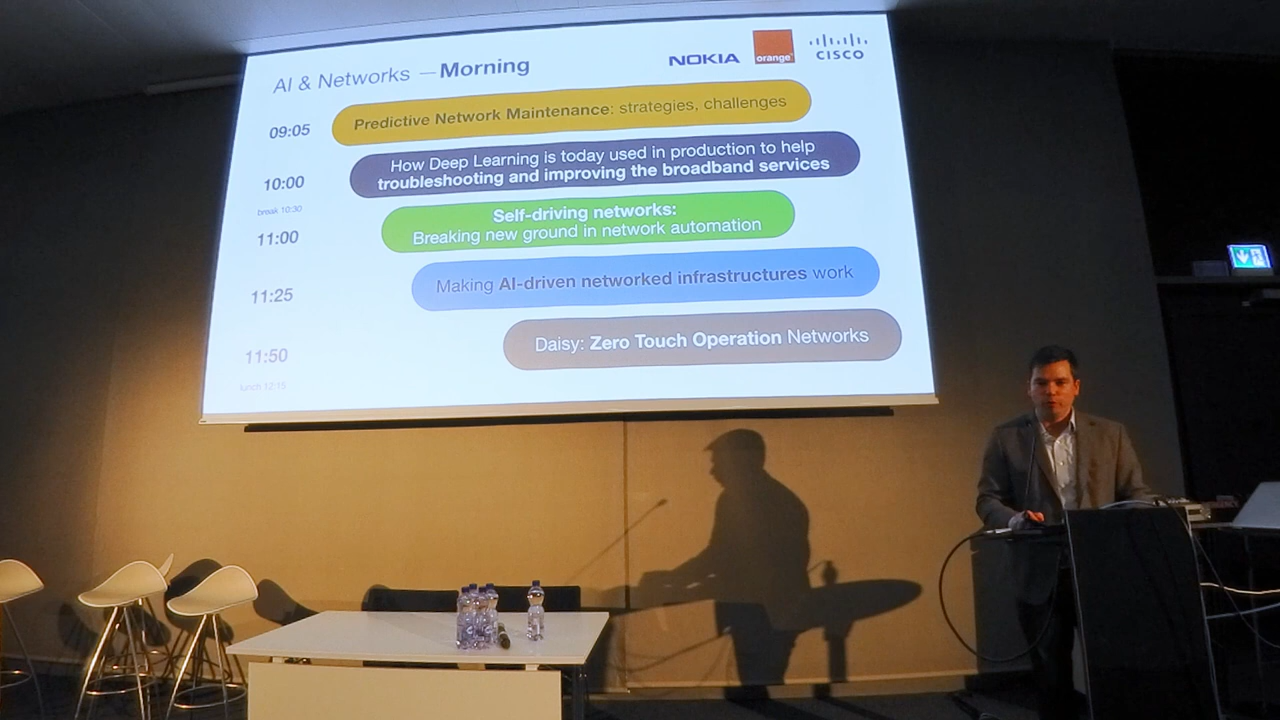 AI & Networks — Morning
NOKIA
orange
CISCO
09:05
Predictive Network Maintenance: strategies, challenges
10:00
How Deep Learning is today used in production to help
troubleshooting and improving the broadband services
break 10:30
11:00
Self-driving networks:
Breaking new ground in network automation
11:25
Making AI-driven networked infrastructures work
11:50
Daisy: Zero Touch Operation Networks
lunch 12:15